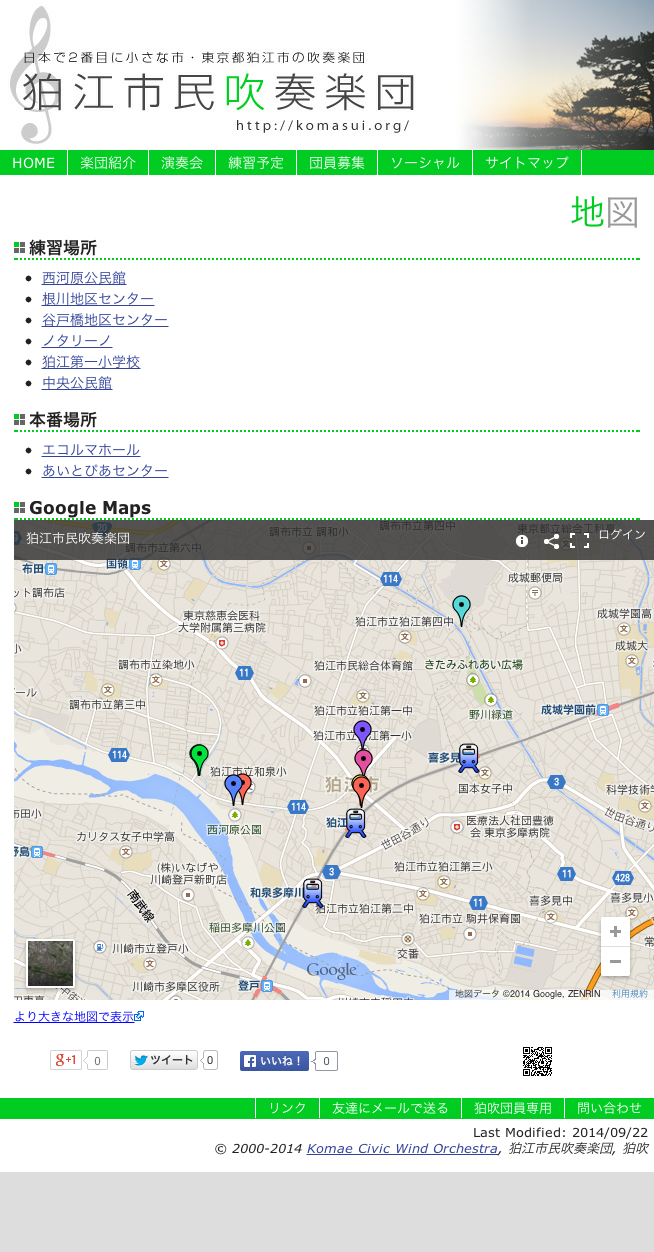 日本で2番目に小さな市・東京都狛江市の吹奏楽団
狛江市民吹奏楽団
http://komasui.org/
HOME 楽団紹介 演奏会 練習予定 団員募集 ソーシャル サイトマップ
地図
練習場所
西河原公民館
根川地区センター
谷戸橋地区センター
ノタリーノ
狛江第一小学校
中央公民館
本番場所
エコルマホール
あいとぴあセンター
Google Maps
狛江市民吹奏楽団
ログイン
調布市立 調和小
調布市立第四中
調布市立第六中
布田
国領
ット調布店
114
成城郵便局
東京慈恵会医科
大学附属第三病院
狛江市立狛江第四中
成城学園高
成城大
調布市立染地小
11
狛江市民総合体育館
きたみふれあい広場
調布市立第三中
狛江市立狛江第一中
野川緑道
成城学園前
狛江市立狛江第一小
114
喜多見
狛江市立和泉小
狛江市
国本女子中
3
科学技術学
114
西河原公園
狛江
世田谷通り
世田谷通り
カリタス女子中学高
医療法人社団豊徳
会 東京多摩病院
野島
(株)いなげや
川崎登戸新町店
3
狛江市立狛江第三小
11
428
和泉多摩川
喜多見中
喜多見小
南武線
狛江市立狛江第二中
11
狛江市立 駒井保育園
稲田多摩川公園
川崎市立登戸小
交番
川崎市立多摩区役所
登戸
Google
地図データ ©2014 Google, ZENRIN 利用規約
より大きな地図で表示
g+1 0 ツイート 0 いいね！ 0
リンク 友達にメールで送る 狛吹団員専用 問い合わせ
Last Modified: 2014/09/22
© 2000-2014 Komae Civic Wind Orchestra, 狛江市民吹奏楽団, 狛吹